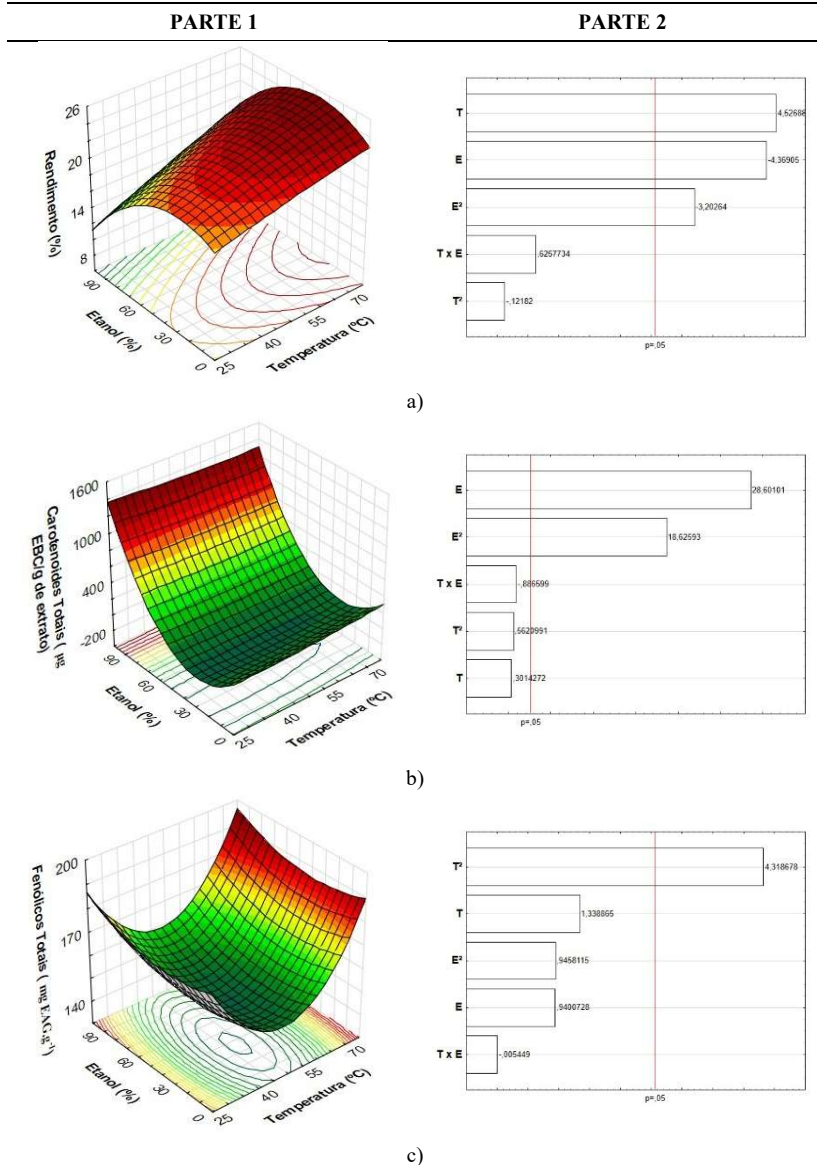 PARTE 1
PARTE 2
Rendimento (%)
26
20
14
8
90
60
30
0
Etanol (%)
25
40
55
70
Temperatura (ºC)
T
4,52688
E
-4,36905
E²
-3,20264
T x E
,6257734
T²
-,12182
p=,05
a)
Carotenoides Totais ( µg
EBC/g de extrato)
1600
1000
400
-200
90
60
30
0
Etanol (%)
25
40
55
70
Temperatura (ºC)
E
28,60101
E²
18,62593
T x E
-,886599
T²
,5620991
T
,3014272
p=,05
b)
Fenólicos Totais ( mg EAG.g⁻¹)
200
170
140
90
60
30
0
Etanol (%)
25
40
55
70
Temperatura (ºC)
T²
4,318678
T
1,338865
E²
,9458115
E
,9400728
T x E
-,005449
p=,05
c)